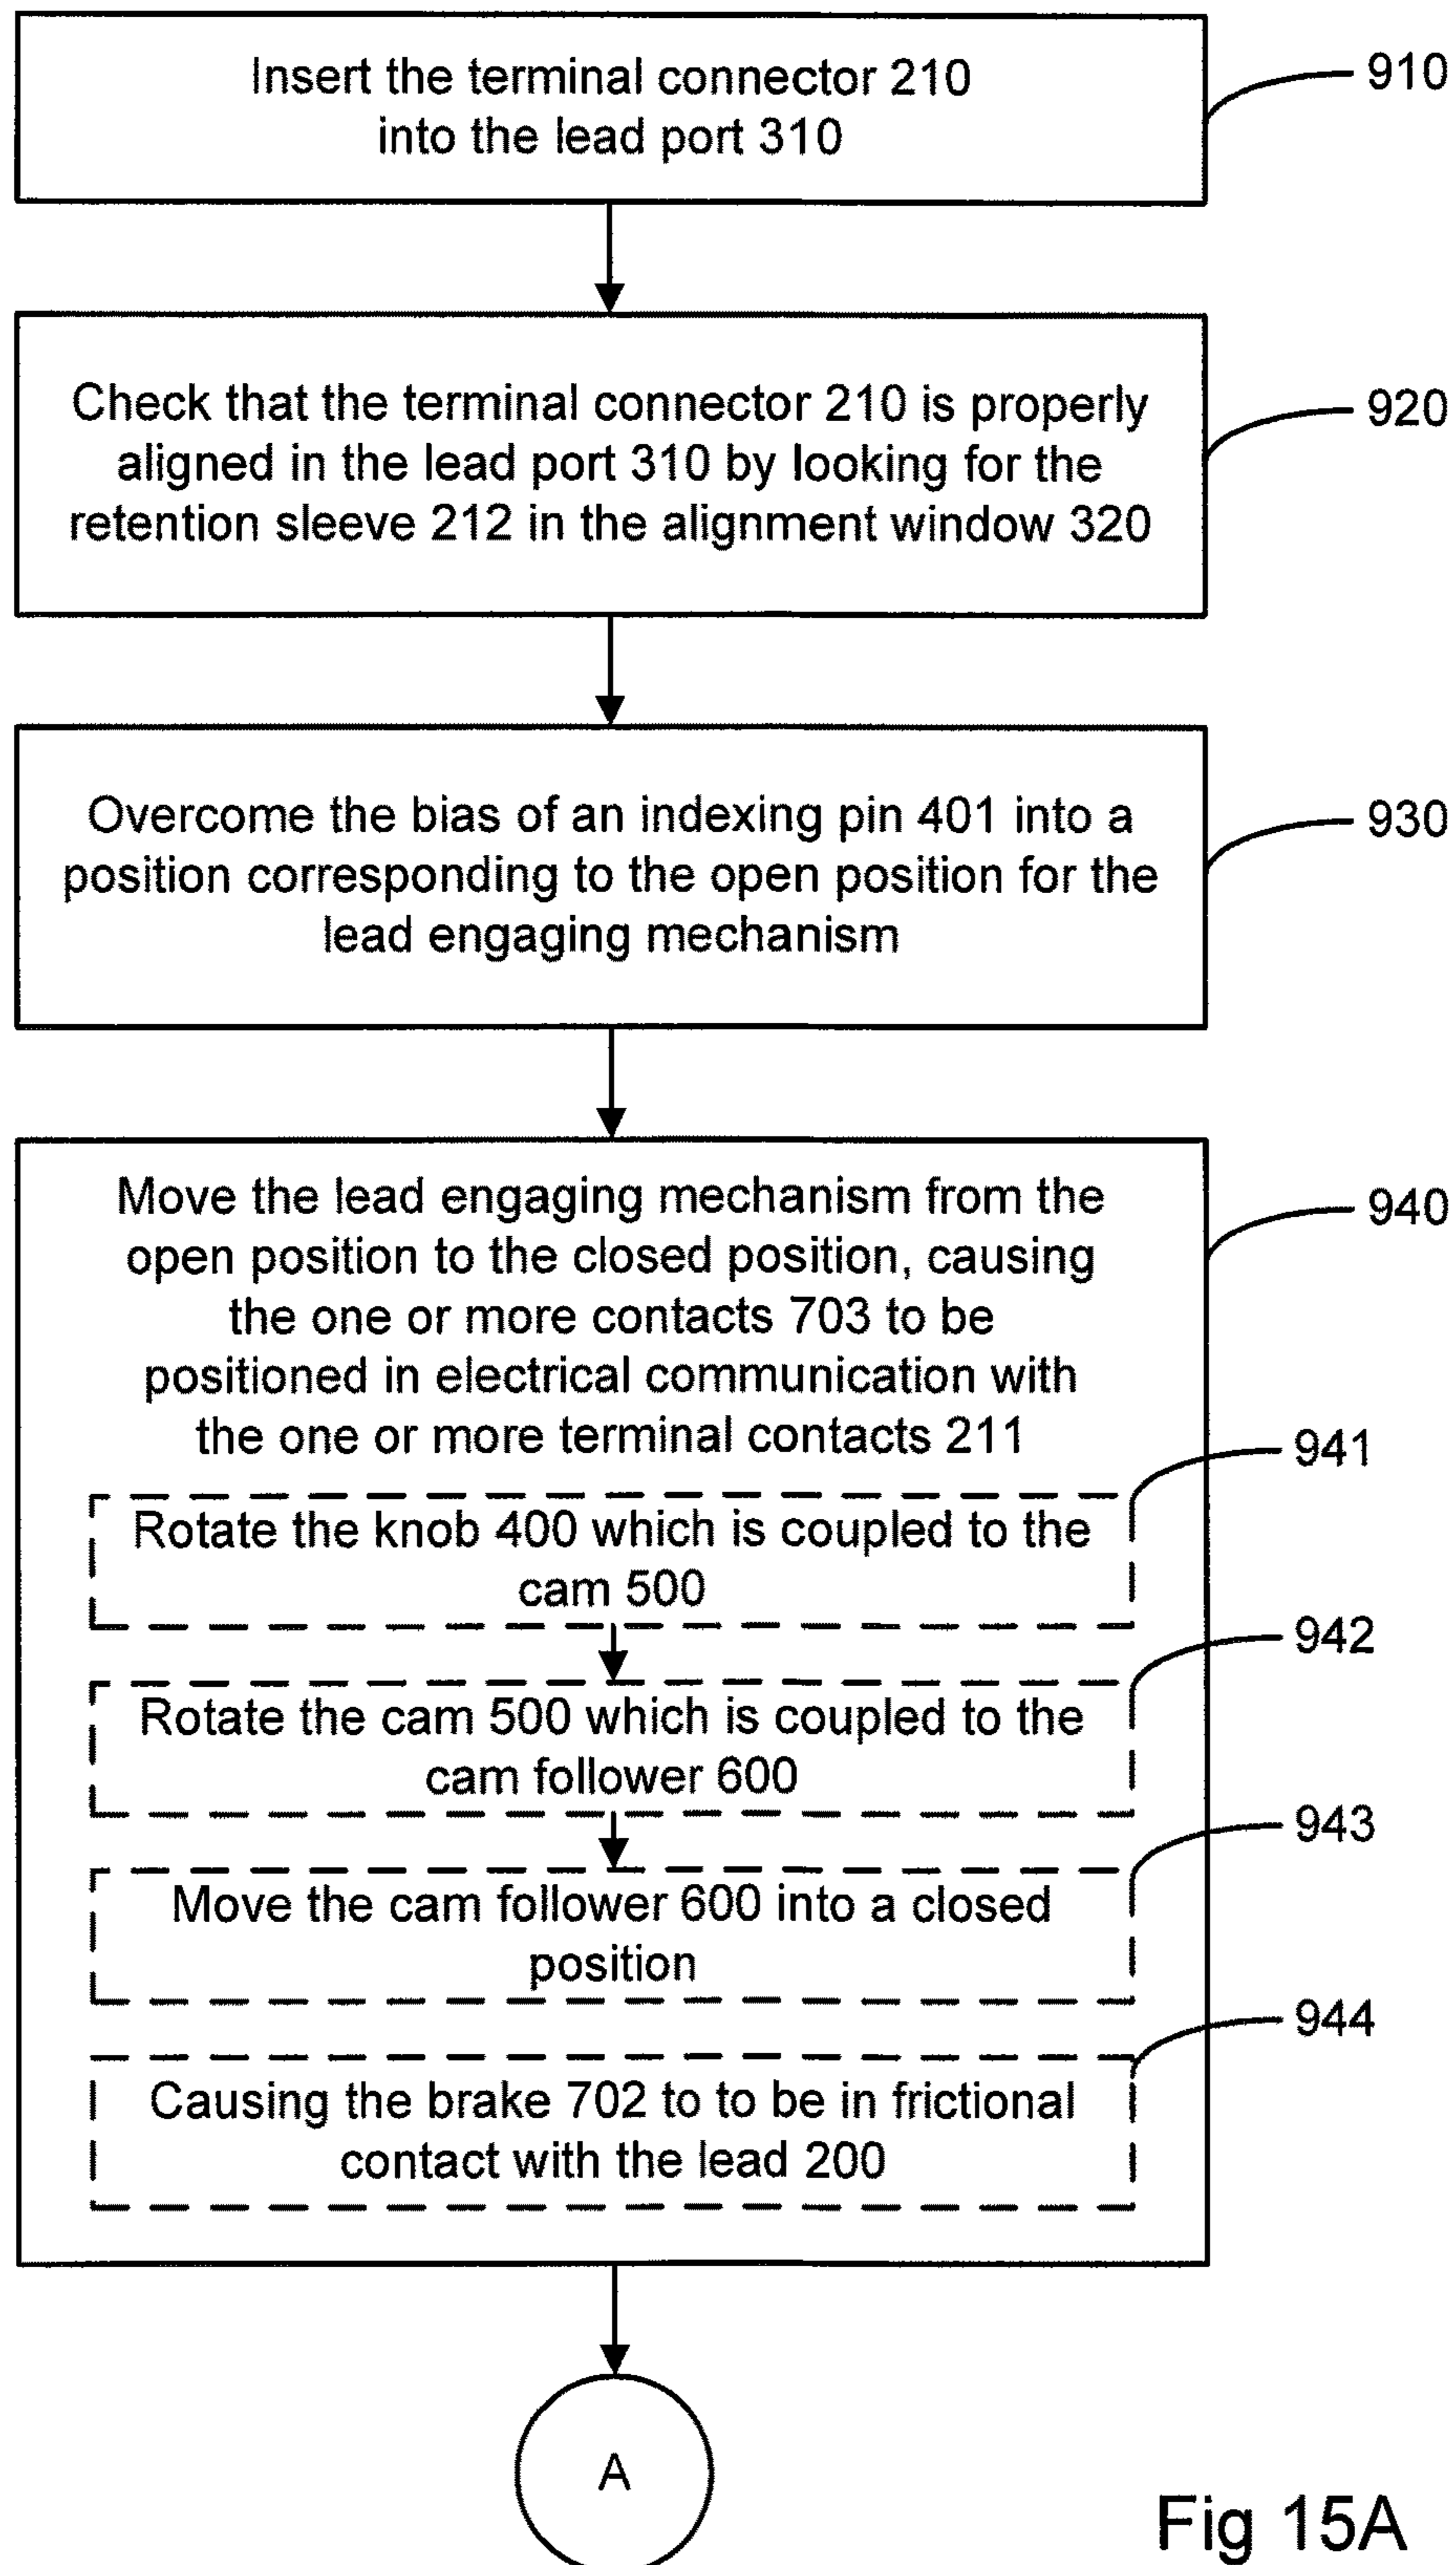 Insert the terminal connector 210
into the lead port 310
910
Check that the terminal connector 210 is properly
aligned in the lead port 310 by looking for the
retention sleeve 212 in the alignment window 320
920
Overcome the bias of an indexing pin 401 into a
position corresponding to the open position for the
lead engaging mechanism
930
Move the lead engaging mechanism from the
open position to the closed position, causing
the one or more contacts 703 to be
positioned in electrical communication with
the one or more terminal contacts 211
940
Rotate the knob 400 which is coupled to the
cam 500
941
Rotate the cam 500 which is coupled to the
cam follower 600
942
Move the cam follower 600 into a closed
position
943
Causing the brake 702 to to be in frictional
contact with the lead 200
944
A
Fig 15A